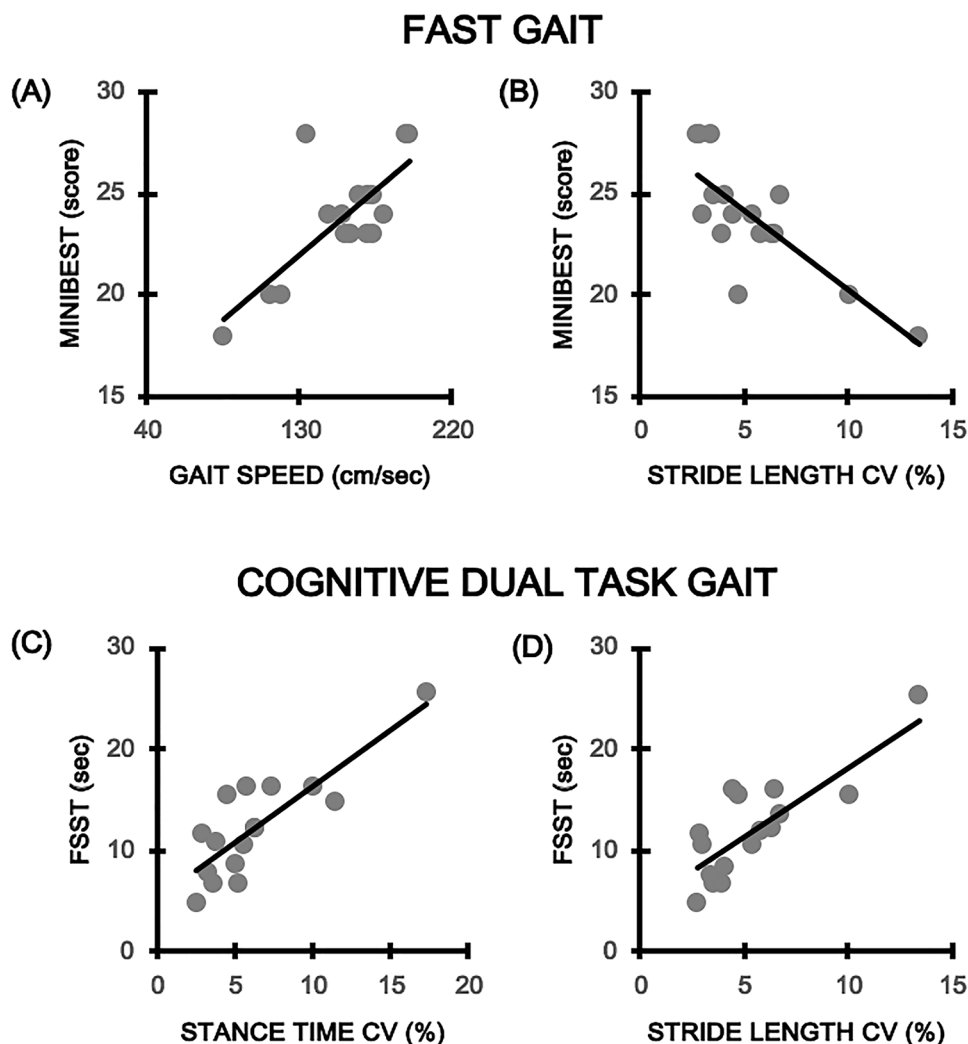 FAST GAIT
(A)
30
25
20
15
MINIBEST (score)
40 130 220
GAIT SPEED (cm/sec)
(B)
30
25
20
15
MINIBEST (score)
0 5 10 15
STRIDE LENGTH CV (%)
COGNITIVE DUAL TASK GAIT
(C)
30
20
10
0
FSST (sec)
0 5 10 15 20
STANCE TIME CV (%)
(D)
30
20
10
0
FSST (sec)
0 5 10 15
STRIDE LENGTH CV (%)